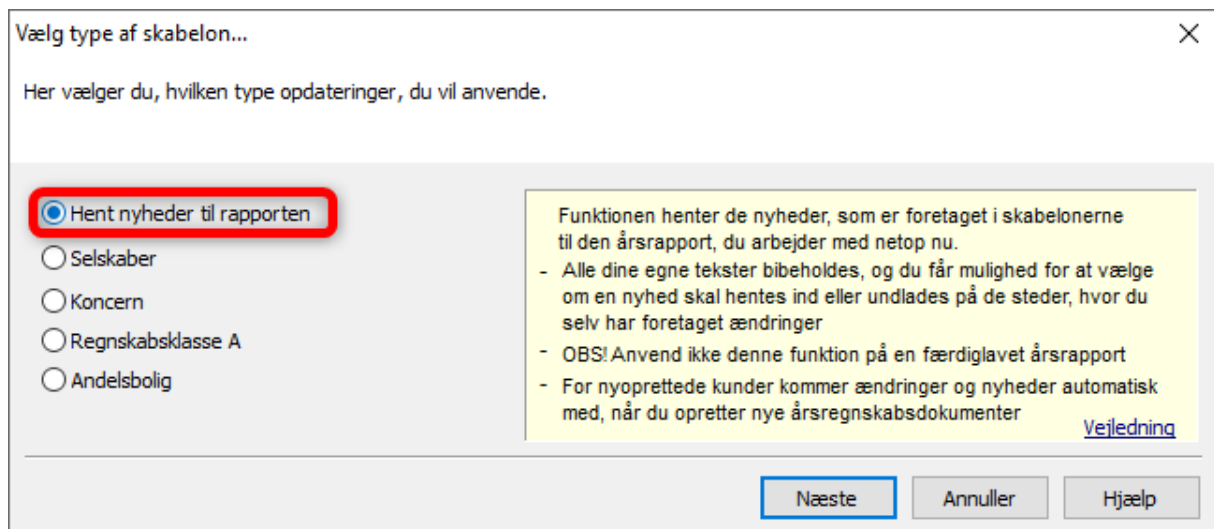 Vælg type af skabelon...
Her vælger du, hvilken type opdateringer, du vil anvende.
Hent nyheder til rapporten
Selskaber
Koncern
Regnskabsklasse A
Andelsbolig
Funktionen henter de nyheder, som er foretaget i skabelonerne
til den årsrapport, du arbejder med netop nu.
- Alle dine egne tekster bibeholdes, og du får mulighed for at vælge
om en nyhed skal hentes ind eller undlades på de steder, hvor du
selv har foretaget ændringer
- OBS! Anvend ikke denne funktion på en færdiglavet årsrapport
- For nyoprettede kunder kommer ændringer og nyheder automatisk
med, når du opretter nye årsregnskabsdokumenter
Vejledning
Næste
Annuller
Hjælp